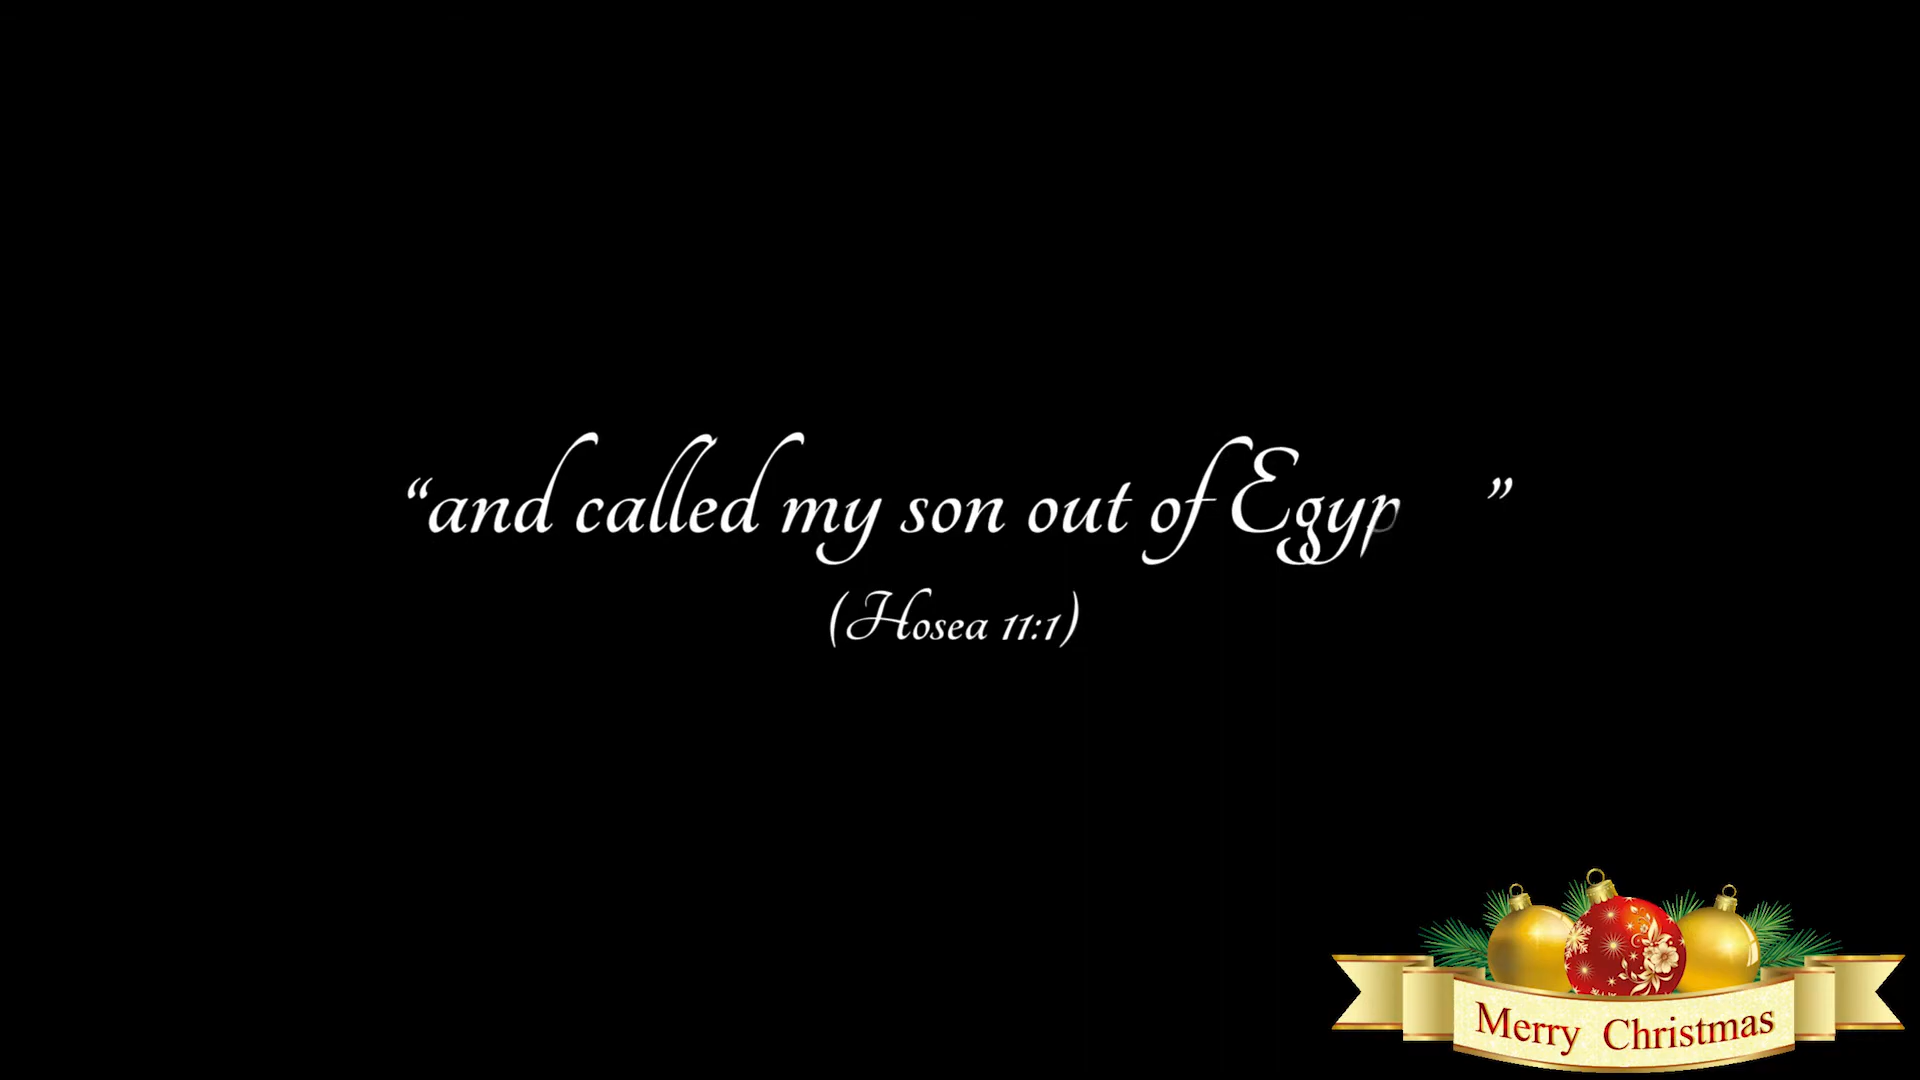 “and called my son out of Egyp ”
(Hosea 11:1)
Merry Christmas